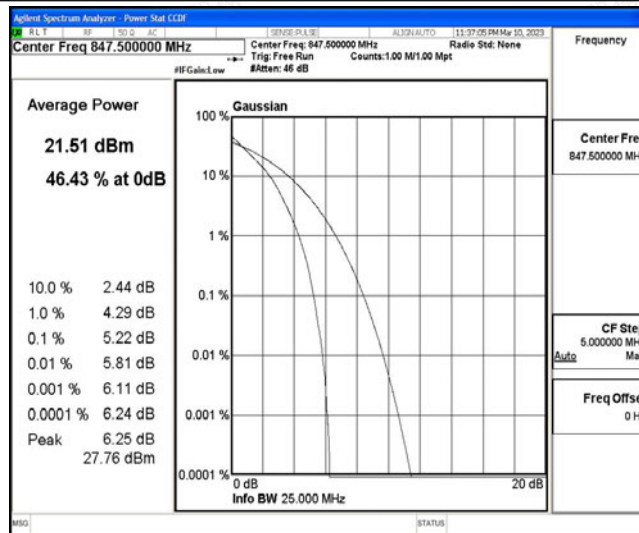 Agilent Spectrum Analyzer - Power Stat CCDF
RLT RF 50 Ω AC SENSE:PULSE ALIGNAUTO 11:37:05 PM Mar 10, 2023
Center Freq 847.500000 MHz
Center Freq: 847.500000 MHz Radio Std: None
Trig: Free Run Counts:1.00 M/1.00 Mpt
#IFGain:Low #Atten: 46 dB
Frequency
Average Power
21.51 dBm
46.43 % at 0dB
10.0 % 2.44 dB
1.0 % 4.29 dB
0.1 % 5.22 dB
0.01 % 5.81 dB
0.001 % 6.11 dB
0.0001 % 6.24 dB
Peak 6.25 dB
27.76 dBm
Gaussian
100 %
10 %
1 %
0.1 %
0.01 %
0.001 %
0.0001 %
0 dB 20 dB
Info BW 25.000 MHz
Center Fre
847.500000 MH
CF Ste
5.000000 MH
Auto Ma
Freq Offse
0 H
MSG STATUS